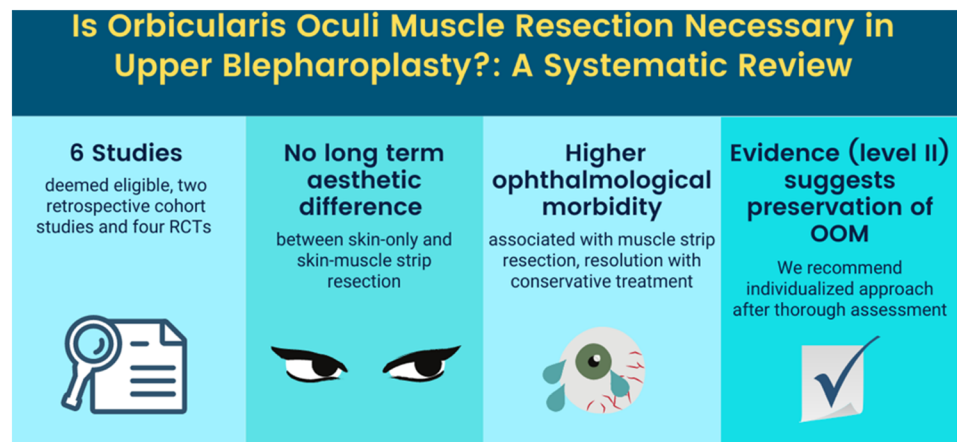 Is Orbicularis Oculi Muscle Resection Necessary in
Upper Blepharoplasty?: A Systematic Review
6 Studies
deemed eligible, two
retrospective cohort
studies and four RCTs
No long term
aesthetic
difference
between skin-only and
skin-muscle strip
resection
Higher
ophthalmological
morbidity
associated with muscle strip
resection, resolution with
conservative treatment
Evidence (level II)
suggests
preservation of
OOM
We recommend
individualized approach
after thorough assessment